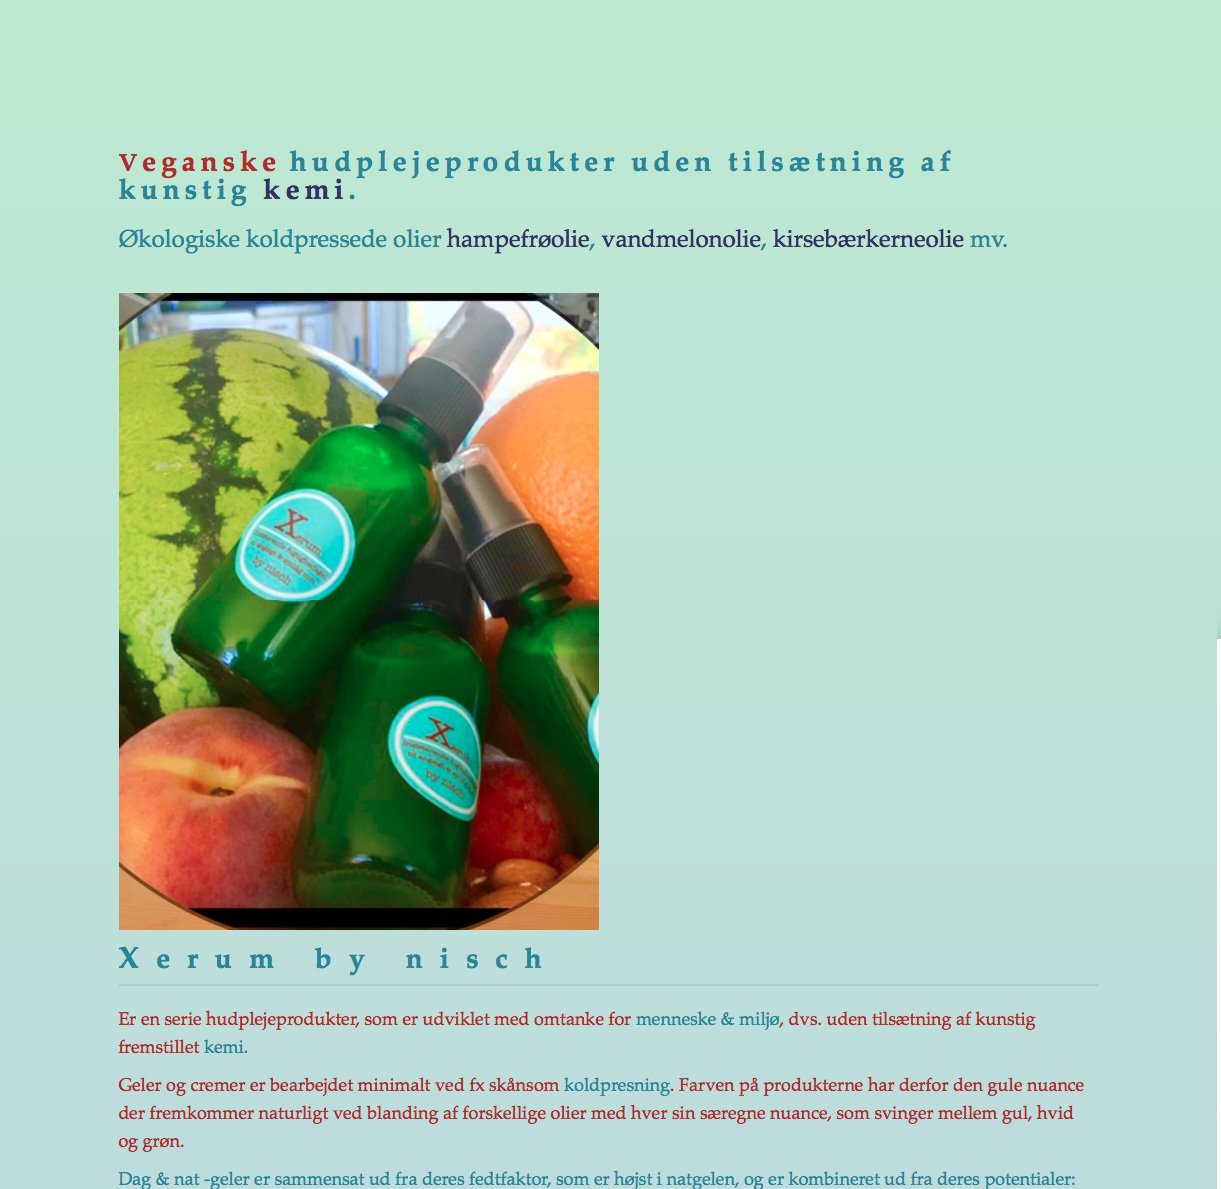 Veganske hudplejeprodukter uden tilsætning af
kunstig kemi.
Økologiske koldpressede olier hampefrøolie, vandmelonolie, kirsebærkerneolie mv.
Xerum
by nisch
Xerum
by nisch
Xerum by nisch
Er en serie hudplejeprodukter, som er udviklet med omtanke for menneske & miljø, dvs. uden tilsætning af kunstig
fremstillet kemi.
Geler og cremer er bearbejdet minimalt ved fx skånsom koldpresning. Farven på produkterne har derfor den gule nuance
der fremkommer naturligt ved blanding af forskellige olier med hver sin særegne nuance, som svinger mellem gul, hvid
og grøn.
Dag & nat -geler er sammensat ud fra deres fedtfaktor, som er højst i natgelen, og er kombineret ud fra deres potentialer: